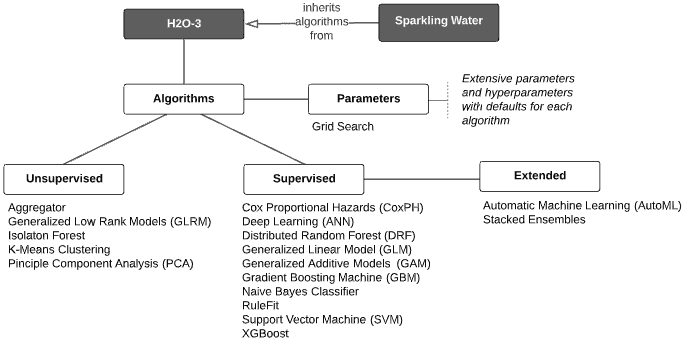 H2O-3
inherits
algorithms
from
Sparkling Water
Algorithms
Parameters
Extensive parameters
and hyperparameters
with defaults for each
algorithm
Grid Search
Unsupervised
Supervised
Extended
Aggregator
Generalized Low Rank Models (GLRM)
Isolaton Forest
K-Means Clustering
Pinciple Component Analysis (PCA)
Cox Proportional Hazards (CoxPH)
Deep Learning (ANN)
Distributed Random Forest (DRF)
Generalized Linear Model (GLM)
Generalized Additive Models (GAM)
Gradient Boosting Machine (GBM)
Naive Bayes Classifier
RuleFit
Support Vector Machine (SVM)
XGBoost
Automatic Machine Learning (AutoML)
Stacked Ensembles